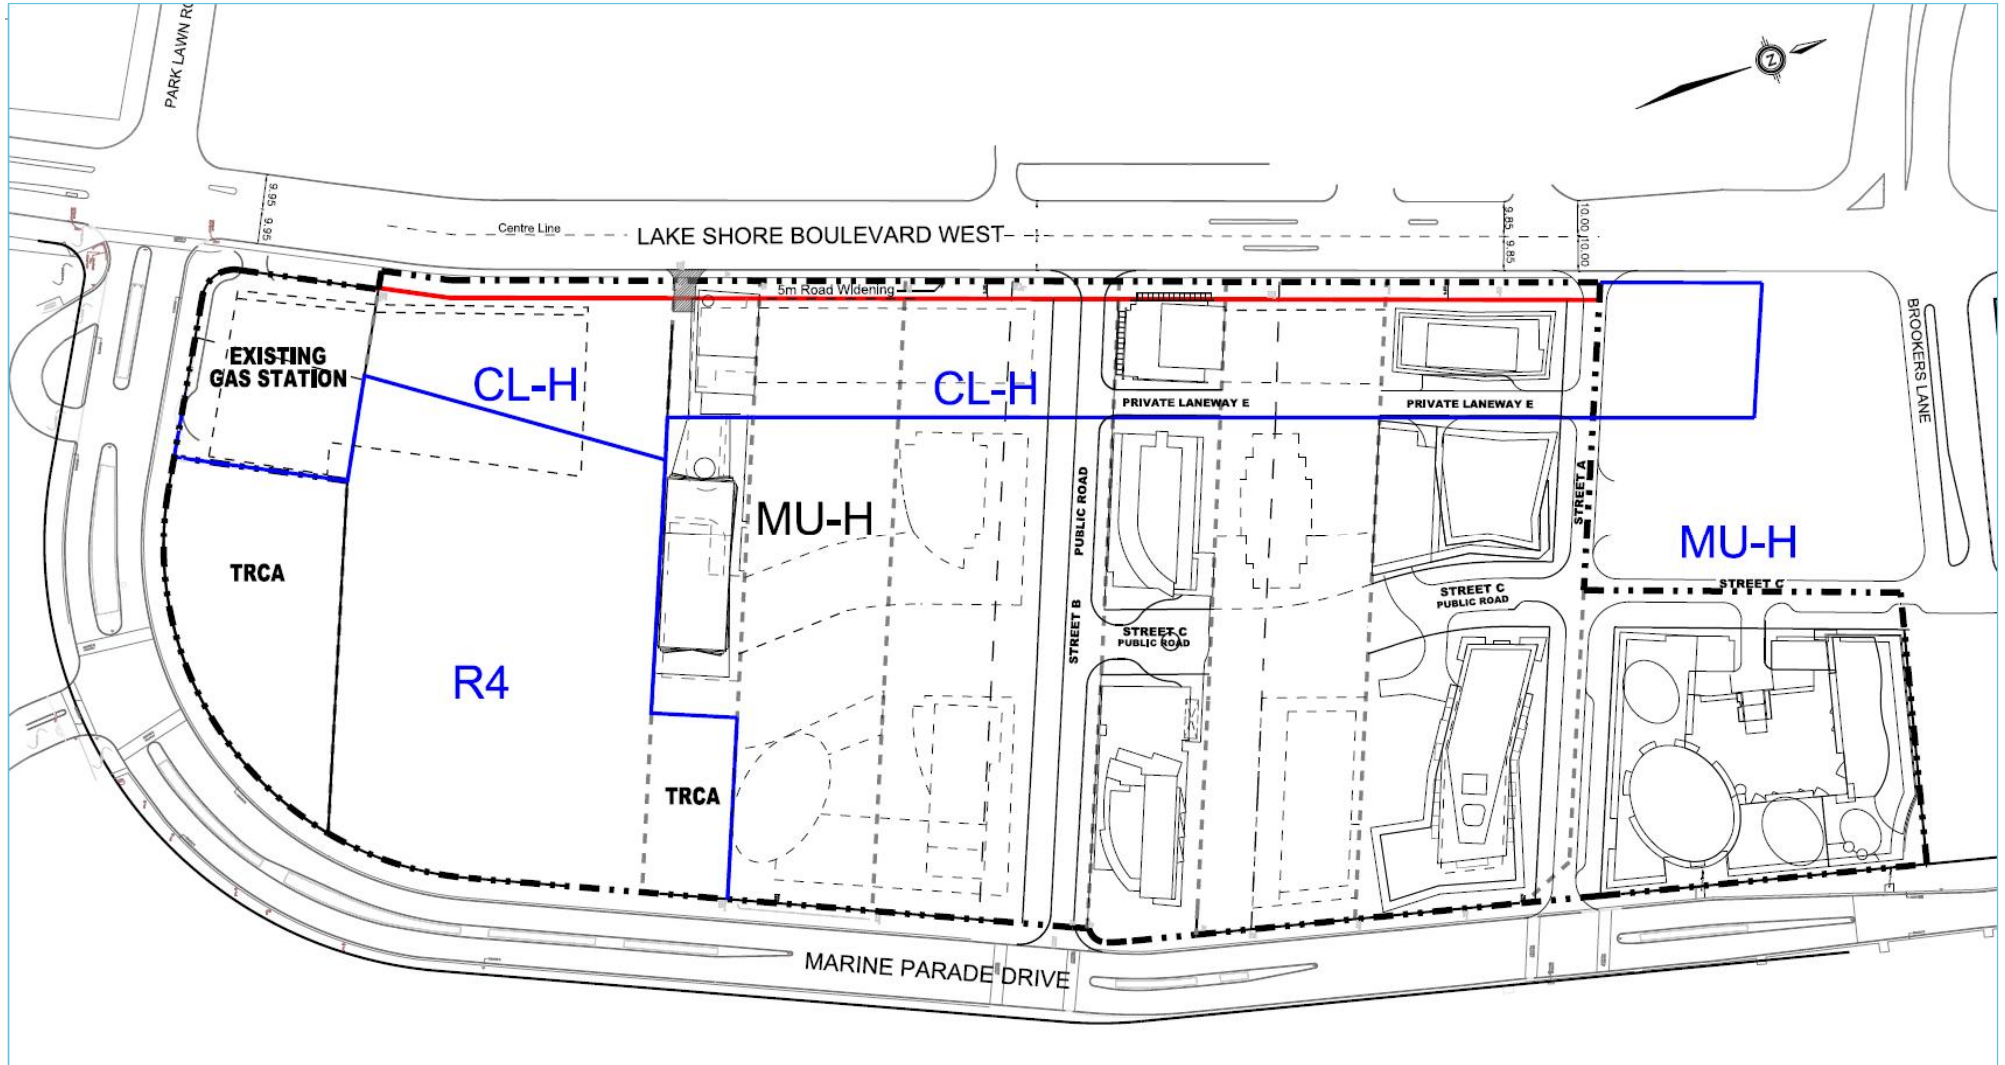 PARK LAWN RO
Z
9.95 9.95
Centre Line
LAKE SHORE BOULEVARD WEST
9.85 9.85
10.00 10.00
5m Road Widening
BROOKERS LANE
EXISTING
GAS STATION
CL-H
CL-H
PRIVATE LANEWAY E
PRIVATE LANEWAY E
STREET A
MU-H
MU-H
PUBLIC ROAD
STREET B
TRCA
STREET C
STREET C
PUBLIC ROAD
STREET C
PUBLIC ROAD
R4
TRCA
MARINE PARADE DRIVE